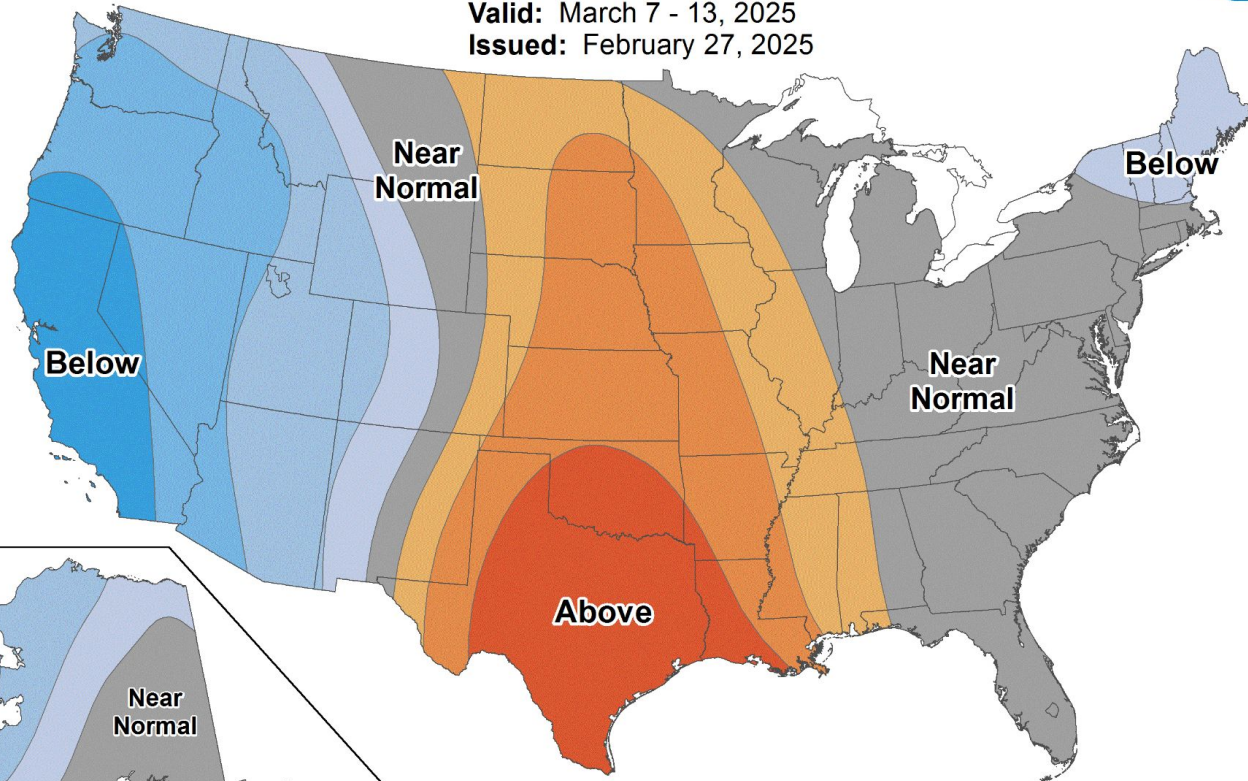 Valid: March 7 - 13, 2025
Issued: February 27, 2025
Near
Normal
Below
Below
Near
Normal
Above
Near
Normal